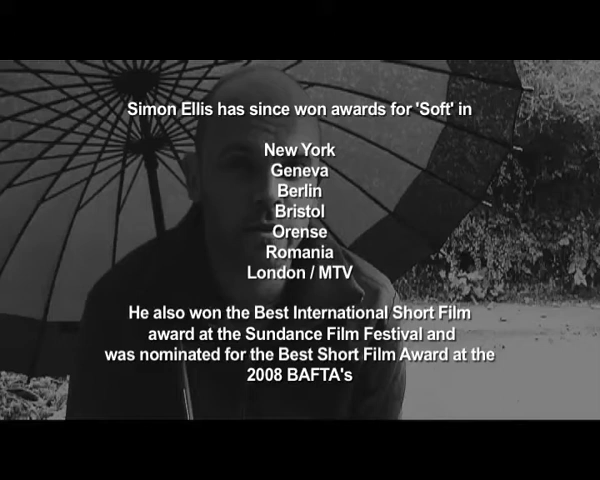 Simon Ellis has since won awards for 'Soft' in
New York
Geneva
Berlin
Bristol
Orense
Romania
London / MTV
He also won the Best International Short Film
award at the Sundance Film Festival and
was nominated for the Best Short Film Award at the
2008 BAFTA's